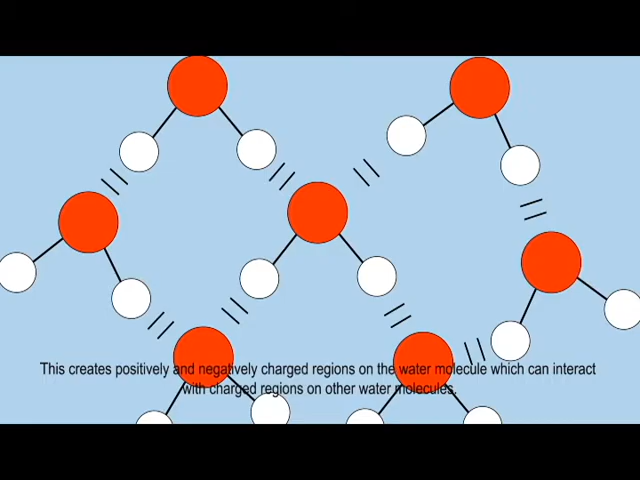 This creates positively and negatively charged regions on the water molecule which can interact
with charged regions on other water molecules.